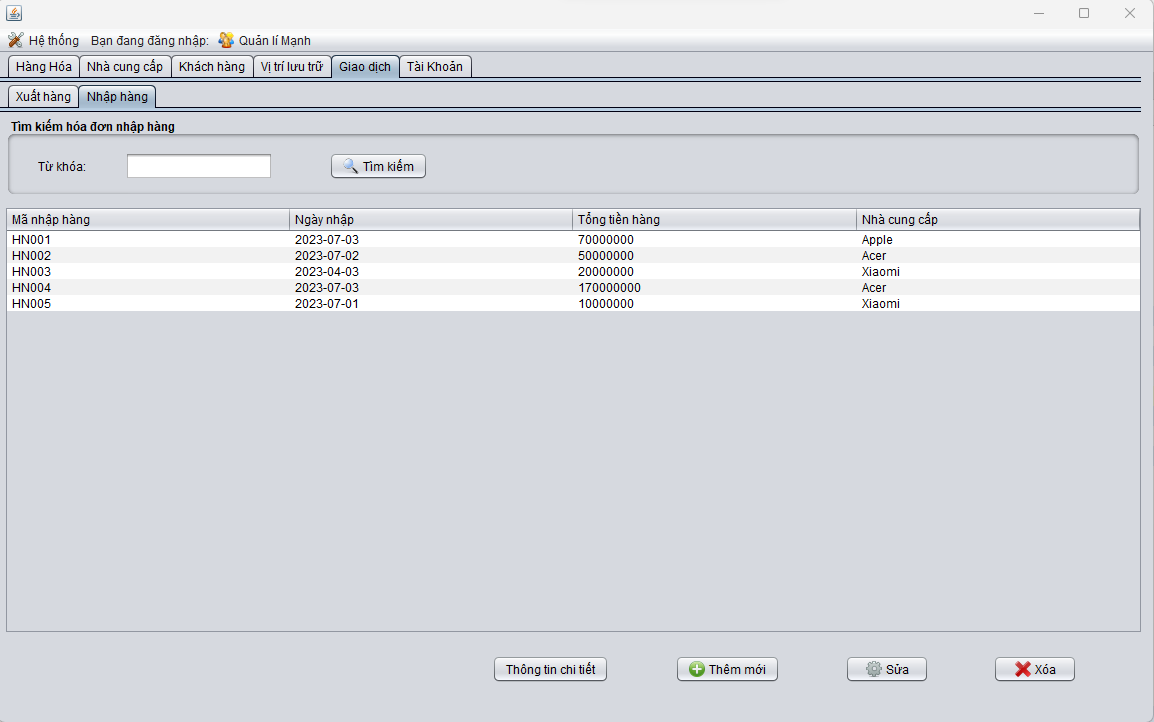 Hệ thống Bạn đang đăng nhập: Quản lí Mạnh
Hàng Hóa Nhà cung cấp Khách hàng Vị trí lưu trữ Giao dịch Tài Khoản
Xuất hàng Nhập hàng
Tìm kiếm hóa đơn nhập hàng
Từ khóa: Tìm kiếm
Mã nhập hàng Ngày nhập Tổng tiền hàng Nhà cung cấp
HN001 2023-07-03 70000000 Apple
HN002 2023-07-02 50000000 Acer
HN003 2023-04-03 20000000 Xiaomi
HN004 2023-07-03 170000000 Acer
HN005 2023-07-01 10000000 Xiaomi
Thông tin chi tiết Thêm mới Sửa Xóa